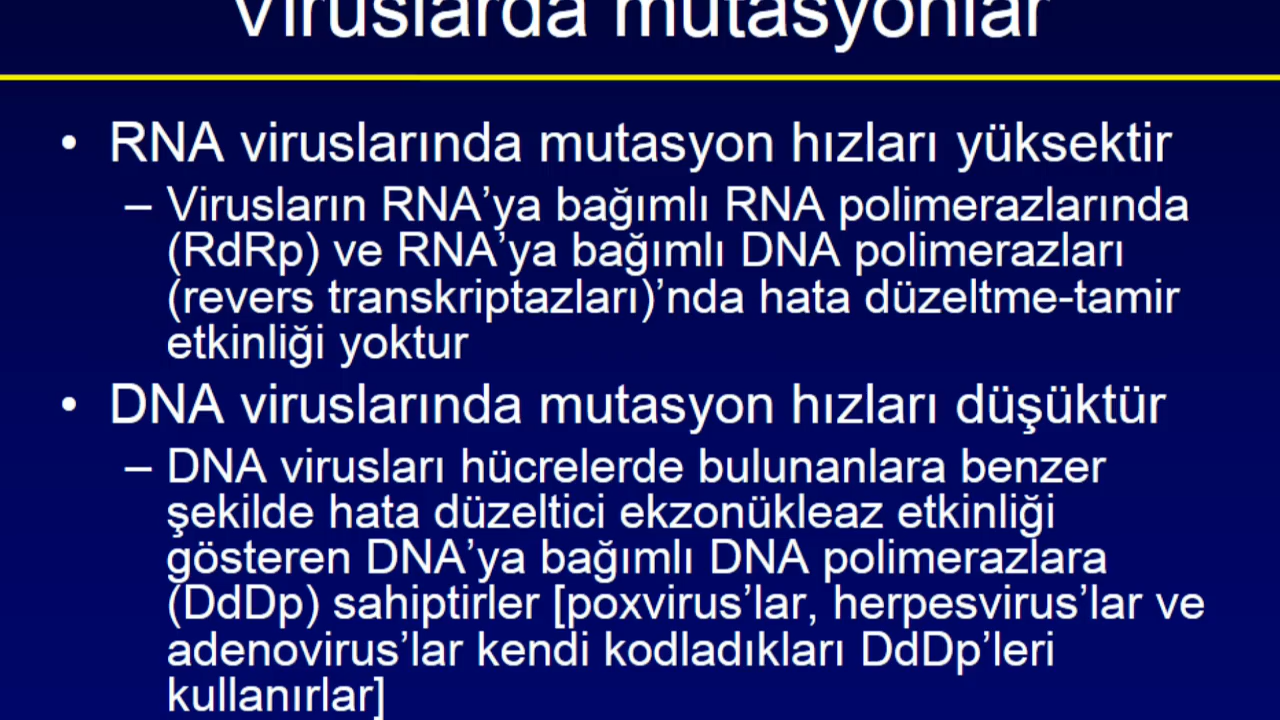 Viruslarda mutasyonlar
• RNA viruslarında mutasyon hızları yüksektir
– Virusların RNA’ya bağımlı RNA polimerazlarında
(RdRp) ve RNA’ya bağımlı DNA polimerazları
(revers transkriptazları)’nda hata düzeltme-tamir
etkinliği yoktur
• DNA viruslarında mutasyon hızları düşüktür
– DNA virusları hücrelerde bulunanlara benzer
şekilde hata düzeltici ekzonükleaz etkinliği
gösteren DNA’ya bağımlı DNA polimerazlara
(DdDp) sahiptirler [poxvirus’lar, herpesvirus’lar ve
adenovirus’lar kendi kodladıkları DdDp’leri
kullanırlar]